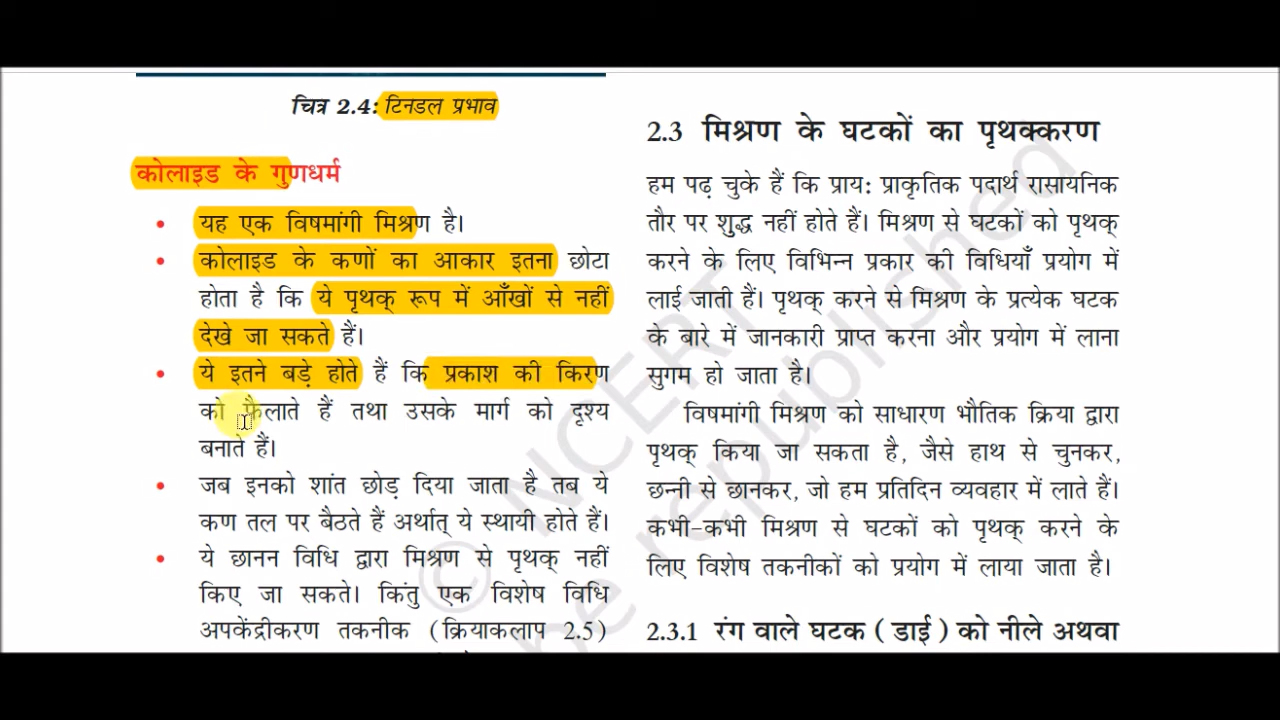 चित्र 2.4: टिनडल प्रभाव
कोलाइड के गुणधर्म
• यह एक विषमांगी मिश्रण है।
• कोलाइड के कणों का आकार इतना छोटा
होता है कि ये पृथक् रूप में आँखों से नहीं
देखे जा सकते हैं।
• ये इतने बड़े होते हैं कि प्रकाश की किरण
को फैलाते हैं तथा उसके मार्ग को दृश्य
बनाते हैं।
• जब इनको शांत छोड़ दिया जाता है तब ये
कण तल पर बैठते हैं अर्थात् ये स्थायी होते हैं।
• ये छानन विधि द्वारा मिश्रण से पृथक् नहीं
किए जा सकते। किंतु एक विशेष विधि
अपकेंद्रीकरण तकनीक (क्रियाकलाप 2.5)
2.3 मिश्रण के घटकों का पृथक्करण
हम पढ़ चुके हैं कि प्राय: प्राकृतिक पदार्थ रासायनिक
तौर पर शुद्ध नहीं होते हैं। मिश्रण से घटकों को पृथक्
करने के लिए विभिन्न प्रकार की विधियाँ प्रयोग में
लाई जाती हैं। पृथक् करने से मिश्रण के प्रत्येक घटक
के बारे में जानकारी प्राप्त करना और प्रयोग में लाना
सुगम हो जाता है।
विषमांगी मिश्रण को साधारण भौतिक क्रिया द्वारा
पृथक् किया जा सकता है, जैसे हाथ से चुनकर,
छन्नी से छानकर, जो हम प्रतिदिन व्यवहार में लाते हैं।
कभी-कभी मिश्रण से घटकों को पृथक् करने के
लिए विशेष तकनीकों को प्रयोग में लाया जाता है।
2.3.1 रंग वाले घटक (डाई) को नीले अथवा
© NCERT
be republished